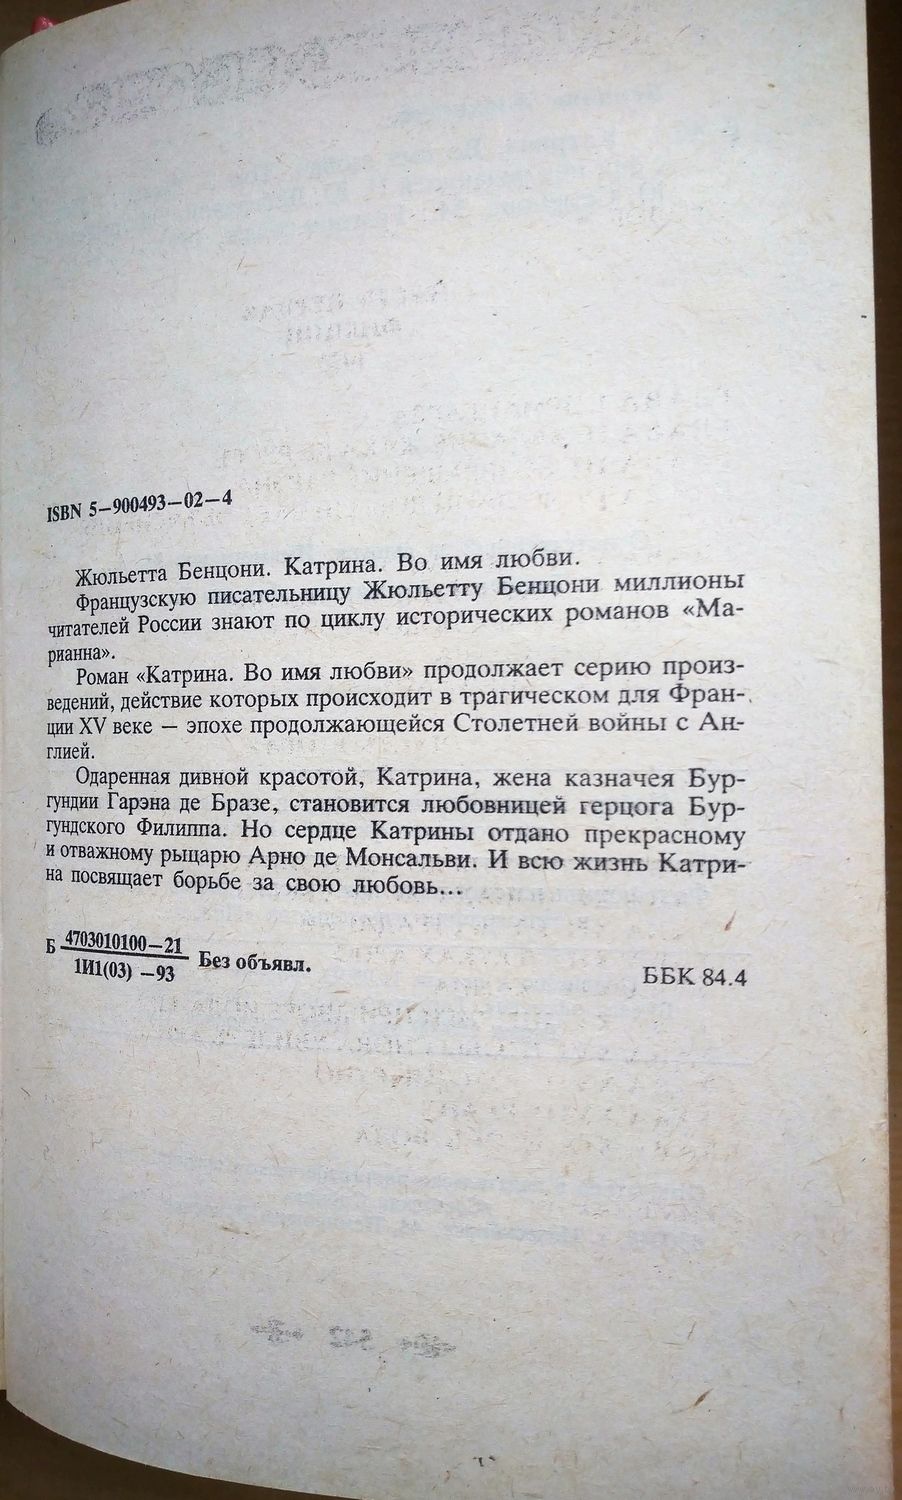 ISBN 5–900493–02–4
Жюльетта Бенцони. Катрина. Во имя любви.
Французскую писательницу Жюльетту Бенцони миллионы
читателей России знают по циклу исторических романов «Ма-
рианна».
Роман «Катрина. Во имя любви» продолжает серию произ-
ведений, действие которых происходит в трагическом для Фран-
ции XV веке — эпохе продолжающейся Столетней войны с Ан-
глией.
Одаренная дивной красотой, Катрина, жена казначея Бур-
гундии Гарэна де Бразе, становится любовницей герцога Бур-
гундского Филиппа. Но сердце Катрины отдано прекрасному
и отважному рыцарю Арно де Монсальви. И всю жизнь Катри-
на посвящает борьбе за свою любовь...
Б 4703010100–21
1И1(03) –93 Без объявл.
ББК 84.4